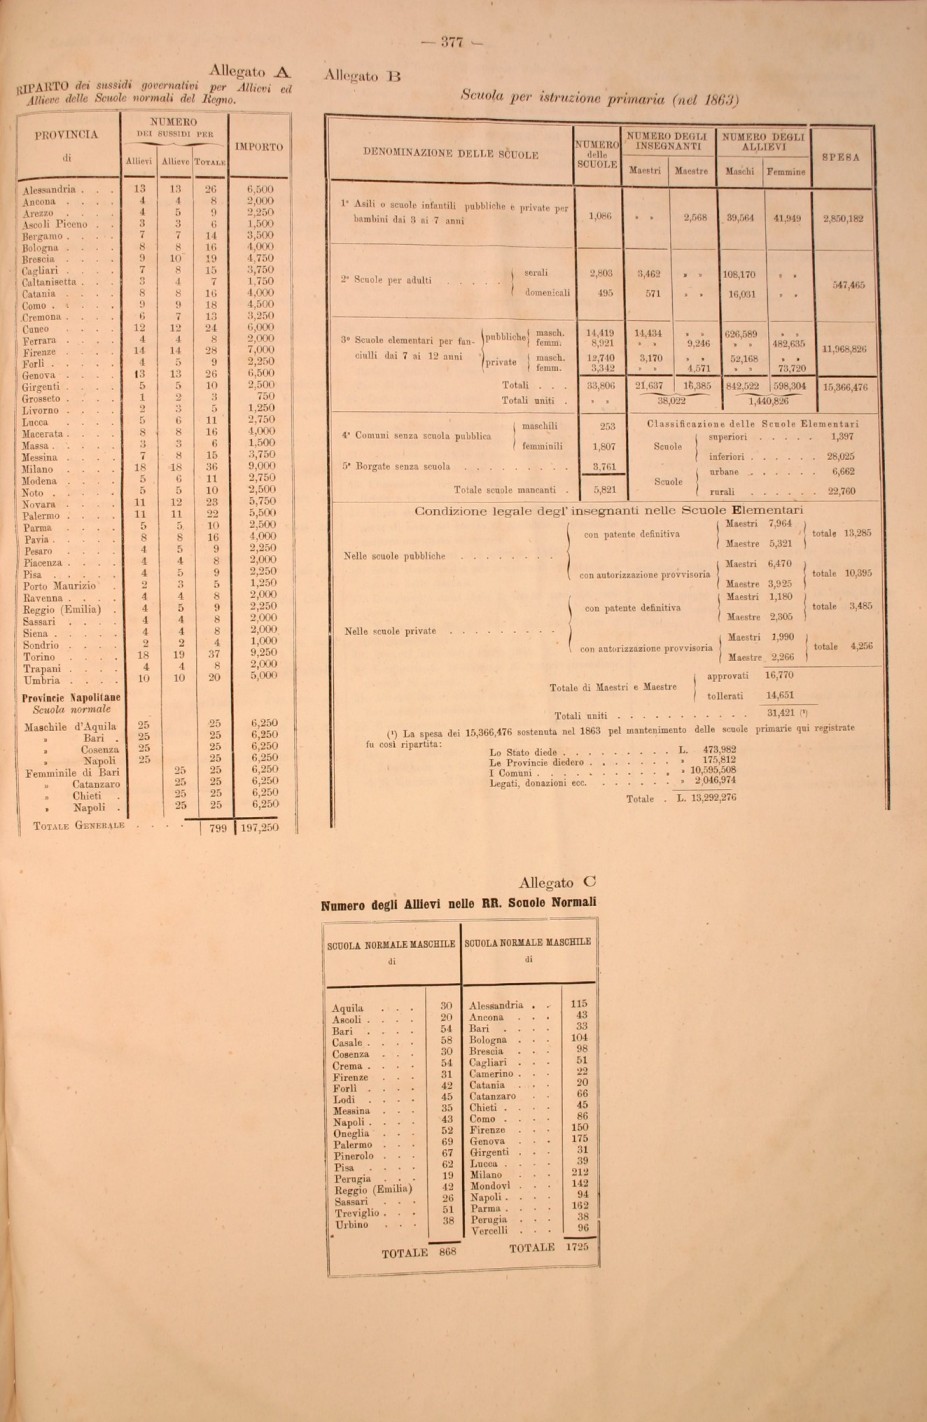 — 377 —
Allegato A
RIPARTO dei sussidi governativi per Allievi ed
Allieve delle Scuole normali del Regno.
PROVINCIA di | NUMERO DEI SUSSIDI PER | IMPORTO
Allievi | Allieve | TOTALE
Alessandria . . . 13 13 26 6,500
Ancona . . . . 4 4 8 2,000
Arezzo . . . . 4 5 9 2,250
Ascoli Piceno . . 3 3 6 1,500
Bergamo . . . . 7 7 14 3,500
Bologna . . . . 8 8 16 4,000
Brescia . . . . 9 10 19 4,750
Cagliari . . . . 7 8 15 3,750
Caltanisetta . . . 3 4 7 1,750
Catania . . . . 8 8 16 4,000
Como . . . . . 9 9 18 4,500
Cremona . . . . 6 7 13 3,250
Cuneo . . . . 12 12 24 6,000
Ferrara . . . . 4 4 8 2,000
Firenze . . . . 14 14 28 7,000
Forlì . . . . . 4 5 9 2,250
Genova . . . . 13 13 26 6,500
Girgenti . . . . 5 5 10 2,500
Grosseto . . . . 1 2 3 750
Livorno . . . . 2 3 5 1,250
Lucca . . . . 5 6 11 2,750
Macerata . . . . 8 8 16 4,000
Massa . . . . . 3 3 6 1,500
Messina . . . . 7 8 15 3,750
Milano . . . . 18 18 36 9,000
Modena . . . . 5 6 11 2,750
Noto . . . . . 5 5 10 2,500
Novara . . . . 11 12 23 5,750
Palermo . . . . 11 11 22 5,500
Parma . . . . 5 5 10 2,500
Pavia . . . . . 8 8 16 4,000
Pesaro . . . . 4 5 9 2,250
Piacenza . . . . 4 4 8 2,000
Pisa . . . . . 4 5 9 2,250
Porto Maurizio . 2 3 5 1,250
Ravenna . . . . 4 4 8 2,000
Reggio (Emilia) . 4 5 9 2,250
Sassari . . . . 4 4 8 2,000
Siena . . . . . 4 4 8 2,000
Sondrio . . . . 2 2 4 1,000
Torino . . . . 18 19 37 9,250
Trapani . . . . 4 4 8 2,000
Umbria . . . . 10 10 20 5,000
Provincie Napolitane
Scuola normale
Maschile d'Aquila 25 25 6,250
» Bari . 25 25 6,250
» Cosenza 25 25 6,250
» Napoli 25 25 6,250
Femminile di Bari 25 25 6,250
» Catanzaro 25 25 6,250
» Chieti . 25 25 6,250
» Napoli . 25 25 6,250
TOTALE GENERALE . . . . 799 197,250
Allegato B
Scuola per istruzione primaria (nel 1863)
DENOMINAZIONE DELLE SCUOLE | NUMERO delle SCUOLE | NUMERO DEGLI INSEGNANTI | NUMERO DEGLI ALLIEVI | SPESA
Maestri | Maestre | Maschi | Femmine
1° Asili o scuole infantili pubbliche e private per
bambini dai 3 ai 7 anni 1,086 » » 2,568 39,564 41,949 2,850,182
2° Scuole per adulti . . . . . serali 2,803 3,462 » » 108,170 » »
domenicali 495 571 » » 16,031 » » 547,465
3° Scuole elementari per fan- pubbliche masch. 14,419 14,434 » » 626,589 » »
femm. 8,921 » » 9,246 » » 482,635
ciulli dai 7 ai 12 anni private masch. 12,740 3,170 » » 52,168 » » 11,968,826
femm. 3,342 » » 4,571 » » 73,720
Totali . . . 33,806 21,637 16,385 842,522 598,304 15,366,476
Totali uniti . » » 38,022 1,440,826
4° Comuni senza scuola pubblica maschili 253
femminili 1,807
5° Borgate senza scuola . . . . . . . . . 3,761
Totale scuole mancanti . 5,821
Classificazione delle Scuole Elementari
Scuole superiori . . . . . 1,397
inferiori . . . . . . 28,025
Scuole urbane . . . . . . 6,662
rurali . . . . . . 22,760
Condizione legale degl' insegnanti nelle Scuole Elementari
Nelle scuole pubbliche . . . . . . . . con patente definitiva Maestri 7,964 totale 13,285
Maestre 5,321
con autorizzazione provvisoria Maestri 6,470 totale 10,395
Maestre 3,925
Nelle scuole private . . . . . . . . . con patente definitiva Maestri 1,180 totale 3,485
Maestre 2,305
con autorizzazione provvisoria Maestri 1,990 totale 4,256
Maestre 2,266
Totale di Maestri e Maestre approvati 16,770
tollerati 14,651
Totali uniti . . . . . . . . . . . 31,421 (¹)
(¹) La spesa dei 15,366,476 sostenuta nel 1863 pel mantenimento delle scuole primarie qui registrate
fu così ripartita:
Lo Stato diede . . . . . . . . . L. 473,982
Le Provincie diedero . . . . . . . » 175,812
I Comuni . . . . . . . . . . . » 10,595,508
Legati, donazioni ecc. . . . . . . » 2,046,974
Totale . L. 13,292,276
Allegato C
Numero degli Allievi nelle RR. Scuole Normali
SCUOLA NORMALE MASCHILE di
Aquila . . . 30
Ascoli . . . . 20
Bari . . . . 54
Casale . . . . 58
Cosenza . . . 30
Crema . . . . 54
Firenze . . . 31
Forlì . . . . 42
Lodi . . . . 45
Messina . . . 35
Napoli . . . . 43
Oneglia . . . 52
Palermo . . . 69
Pinerolo . . . 67
Pisa . . . . 62
Perugia . . . 19
Reggio (Emilia) 42
Sassari . . . 26
Treviglio . . . 51
Urbino . . . 38
TOTALE 868
SCUOLA NORMALE MASCHILE di
Alessandria . . 115
Ancona . . . 43
Bari . . . . 33
Bologna . . . 104
Brescia . . . 98
Cagliari . . . 51
Camerino . . . 22
Catania . . . 20
Catanzaro . . 66
Chieti . . . . 45
Como . . . . 86
Firenze . . . 150
Genova . . . 175
Girgenti . . . 31
Lucca . . . . 39
Milano . . . 212
Mondovì . . . 142
Napoli . . . . 94
Parma . . . . 162
Perugia . . . 38
Vercelli . . . 96
TOTALE 1725